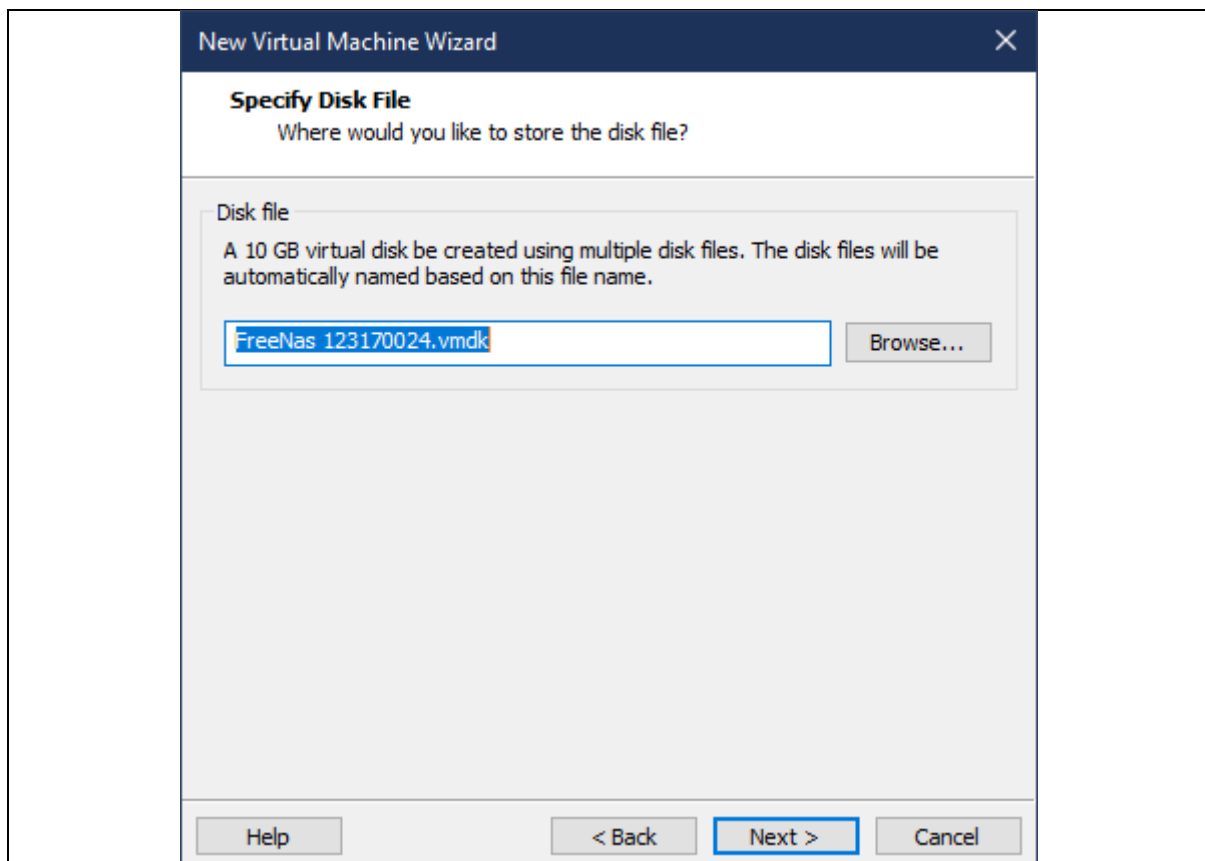 New Virtual Machine Wizard
Specify Disk File
Where would you like to store the disk file?
Disk file
A 10 GB virtual disk be created using multiple disk files. The disk files will be
automatically named based on this file name.
FreeNas 123170024.vmdk
Browse...
Help
< Back
Next >
Cancel